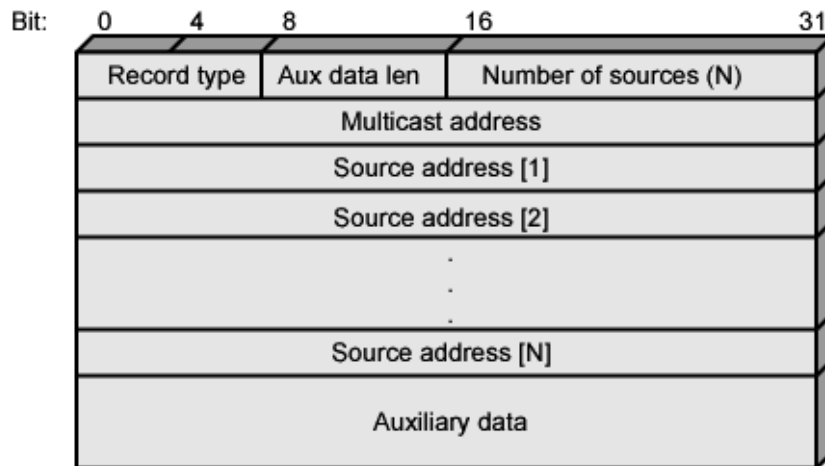 Bit: 0 4 8 16 31
Record type Aux data len Number of sources (N)
Multicast address
Source address [1]
Source address [2]
.
.
.
Source address [N]
Auxiliary data